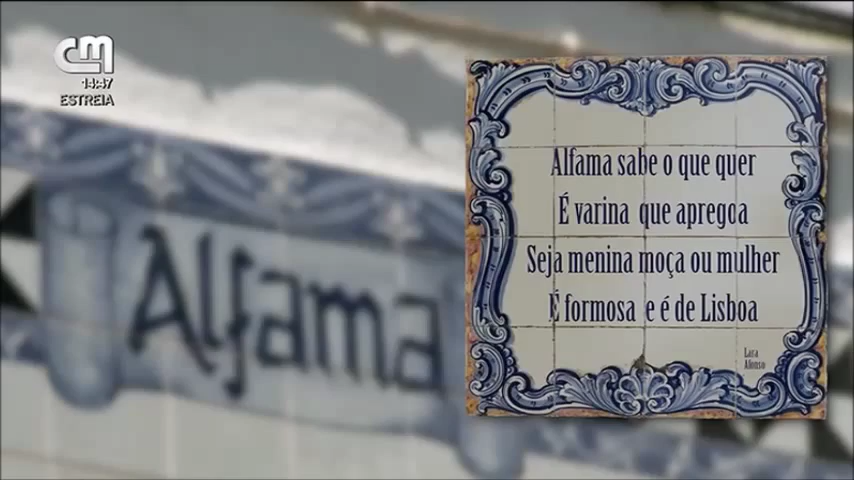 CM
14:47
ESTREIA
Alfama
Alfama sabe o que quer
É varina que apregoa
Seja menina moça ou mulher
É formosa e é de Lisboa
Lara
Afonso